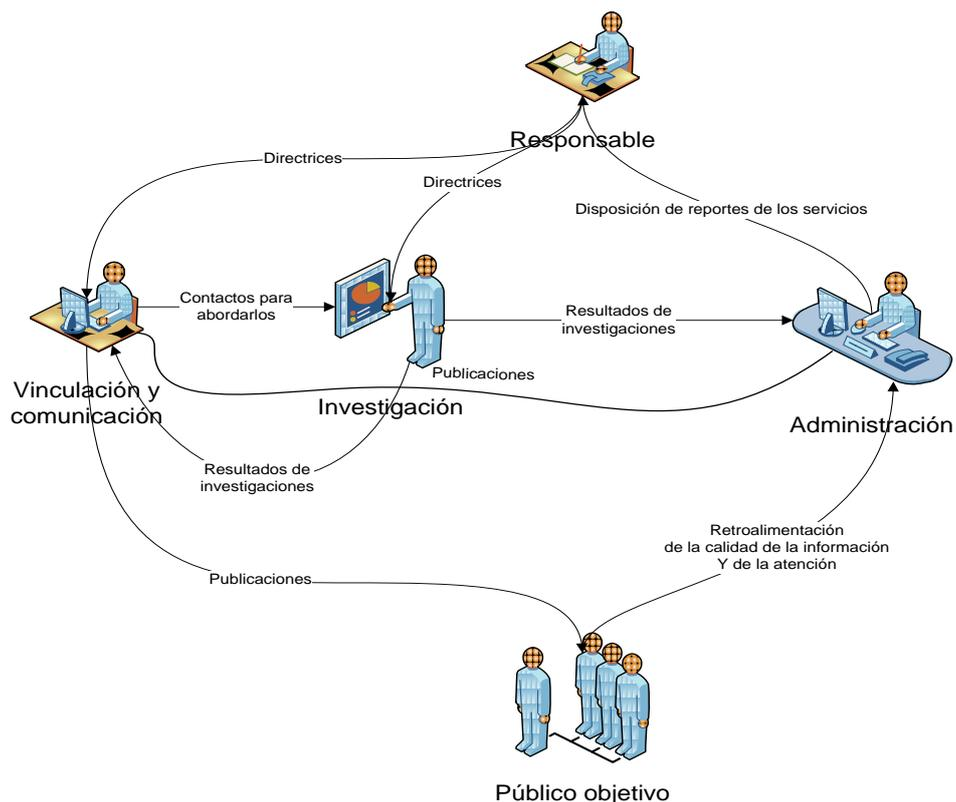 Responsable
Directrices
Directrices
Disposición de reportes de los servicios
Contactos para
abordarlos
Resultados de
investigaciones
Publicaciones
Vinculación y
comunicación
Investigación
Administración
Resultados de
investigaciones
Retroalimentación
de la calidad de la información
Y de la atención
Publicaciones
Público objetivo